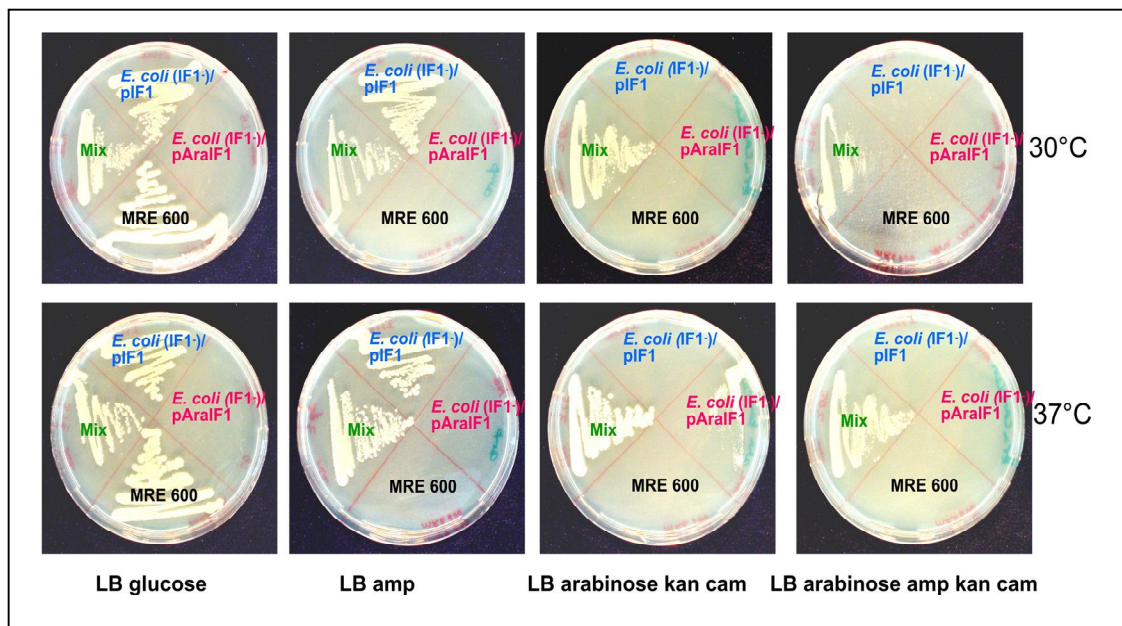 E. coli (IF1-)/
pIF1
E. coli (IF1-)/
pAraIF1
Mix
MRE 600
E. coli (IF1-)/
pIF1
E. coli (IF1-)/
pAraIF1
Mix
MRE 600
E. coli (IF1-)/
pIF1
E. coli (IF1-)/
pAraIF1
Mix
MRE 600
E. coli (IF1-)/
pIF1
E. coli (IF1-)/
pAraIF1
Mix
MRE 600
30°C
E. coli (IF1-)/
pIF1
E. coli (IF1-)/
pAraIF1
Mix
MRE 600
E. coli (IF1-)/
pIF1
E. coli (IF1-)/
pAraIF1
Mix
MRE 600
E. coli (IF1-)/
pIF1
E. coli (IF1-)/
pAraIF1
Mix
MRE 600
E. coli (IF1-)/
pIF1
E. coli (IF1-)/
pAraIF1
Mix
MRE 600
37°C
LB glucose
LB amp
LB arabinose kan cam
LB arabinose amp kan cam